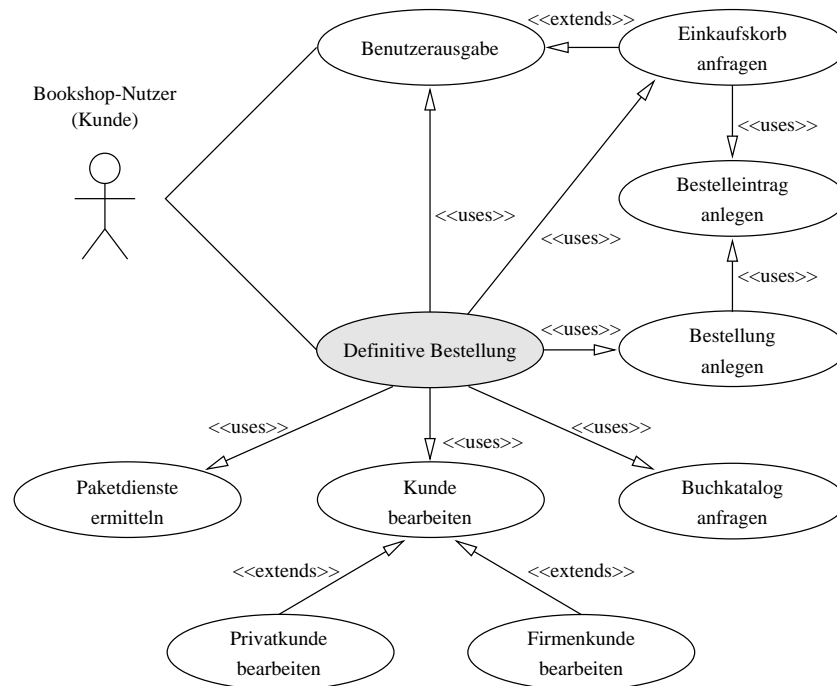 <<extends>>
Benutzerausgabe
Einkaufskorb
anfragen
Bookshop-Nutzer
(Kunde)
<<uses>>
Bestelleintrag
anlegen
<<uses>>
<<uses>>
<<uses>>
Definitive Bestellung
<<uses>>
Bestellung
anlegen
<<uses>>
<<uses>>
<<uses>>
Paketdienste
ermitteln
Kunde
bearbeiten
Buchkatalog
anfragen
<<extends>>
<<extends>>
Privatkunde
bearbeiten
Firmenkunde
bearbeiten